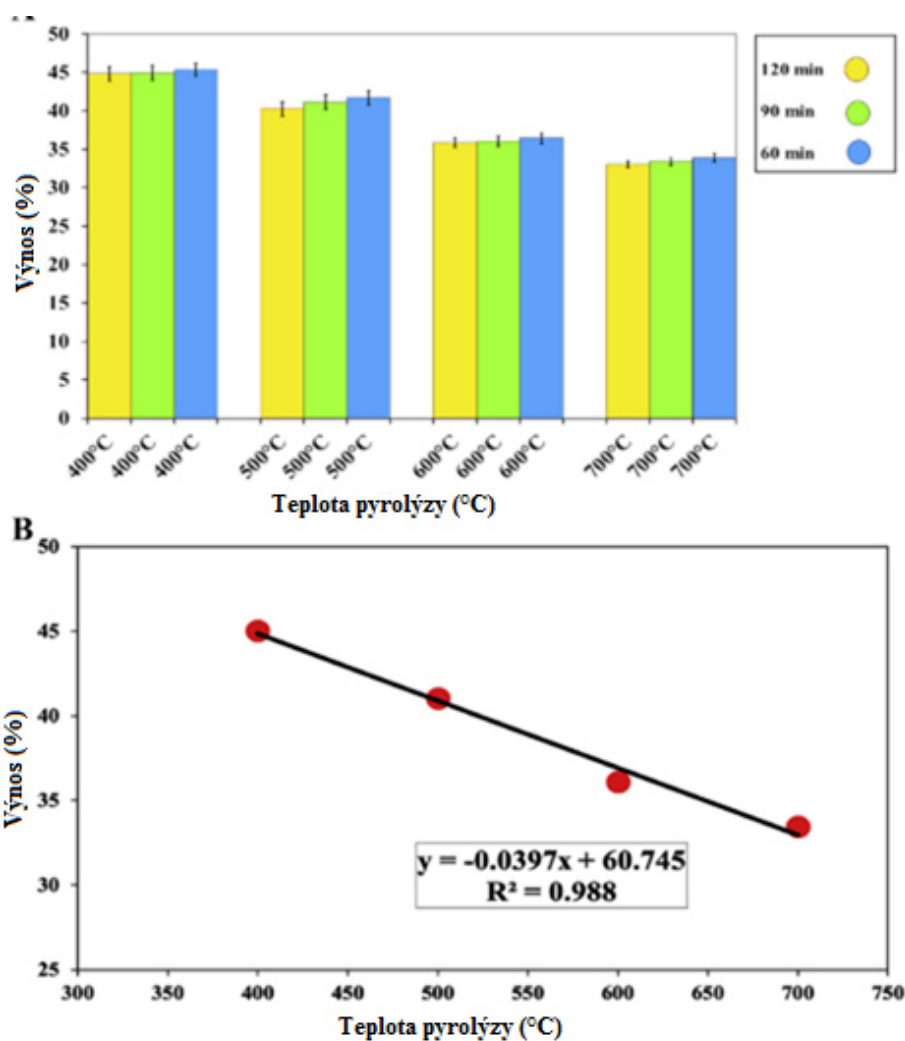 50
45
40
35
30
25
20
15
10
5
0
Výnos (%)
400°C 400°C 400°C 500°C 500°C 500°C 600°C 600°C 600°C 700°C 700°C 700°C
Teplota pyrolýzy (°C)
120 min
90 min
60 min
B
50
45
40
35
30
25
Výnos (%)
y = -0.0397x + 60.745
R² = 0.988
300 350 400 450 500 550 600 650 700 750
Teplota pyrolýzy (°C)